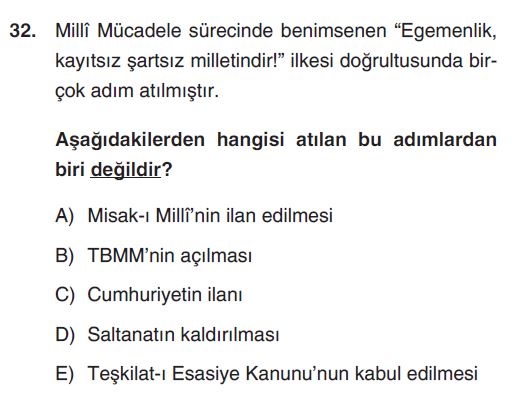 32. Millî Mücadele sürecinde benimsenen “Egemenlik,
kayıtsız şartsız milletindir!” ilkesi doğrultusunda bir-
çok adım atılmıştır.
Aşağıdakilerden hangisi atılan bu adımlardan
biri değildir?
A) Misak-ı Millî’nin ilan edilmesi
B) TBMM’nin açılması
C) Cumhuriyetin ilanı
D) Saltanatın kaldırılması
E) Teşkilat-ı Esasiye Kanunu’nun kabul edilmesi